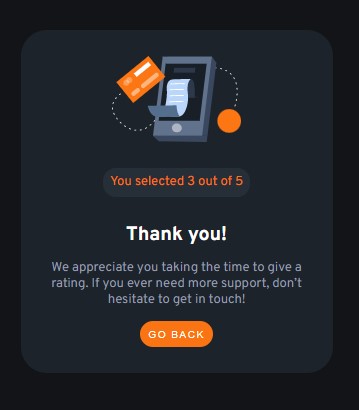 You selected 3 out of 5
Thank you!
We appreciate you taking the time to give a
rating. If you ever need more support, don't
hesitate to get in touch!
GO BACK